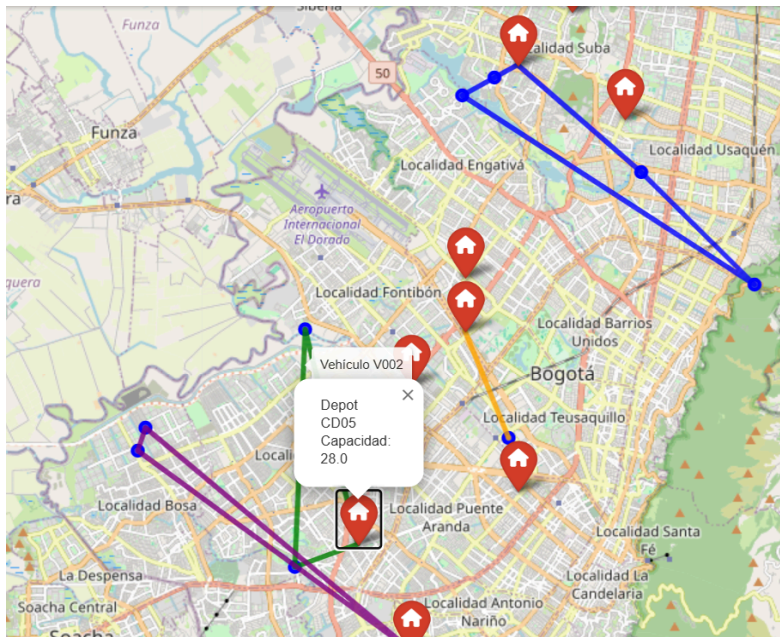 Siberia
Funza
alidad Suba
50
Funza
Localidad Usaquén
Localidad Engativá
ra
Aeropuerto
Internacional
El Dorado
quera
Localidad Fontibón
Localidad Barrios
Unidos
Vehículo V002
Bogotá
×
Depot
CD05
Capacidad:
28.0
Localidad Teusaquillo
Locali
Localidad Bosa
Localidad Puente
Aranda
Localidad Santa
Fé
La Despensa
Localidad La
Candelaria
Soacha Central
Localidad Antonio
Nariño
Soacha